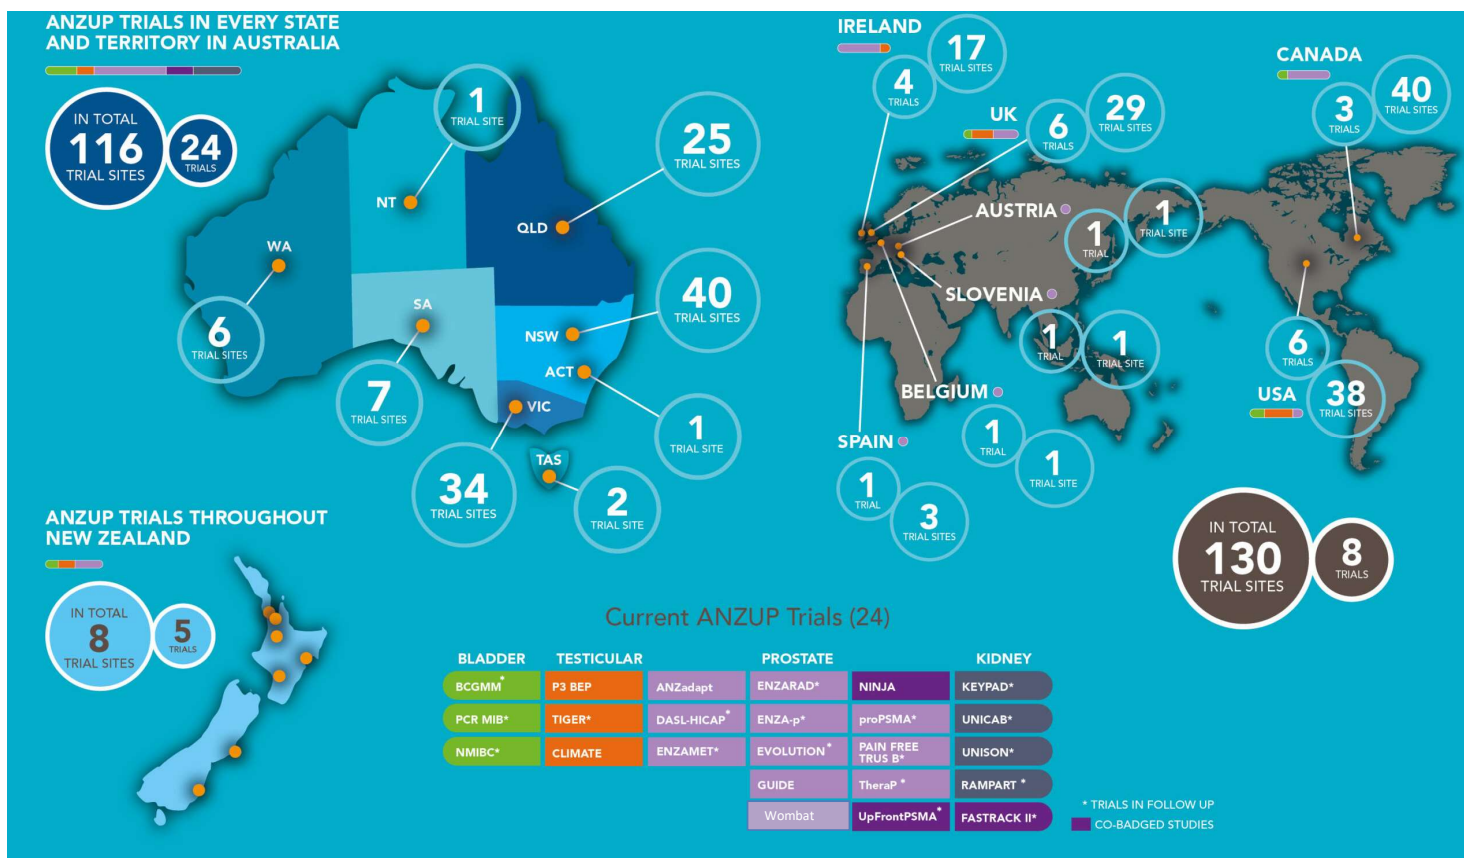 ANZUP TRIALS IN EVERY STATE
AND TERRITORY IN AUSTRALIA
IN TOTAL
116
TRIAL SITES
24
TRIALS
1
TRIAL SITE
NT
25
TRIAL SITES
QLD
WA
6
TRIAL SITES
SA
7
TRIAL SITES
40
TRIAL SITES
NSW
ACT
1
TRIAL SITE
VIC
34
TRIAL SITES
TAS
2
TRIAL SITE
ANZUP TRIALS THROUGHOUT
NEW ZEALAND
IN TOTAL
8
TRIAL SITES
5
TRIALS
IRELAND
17
TRIAL SITES
4
TRIALS
UK
6
TRIALS
29
TRIAL SITES
CANADA
3
TRIALS
40
TRIAL SITES
AUSTRIA
1
TRIAL
1
TRIAL SITE
SLOVENIA
1
TRIAL
1
TRIAL SITE
BELGIUM
1
TRIAL
1
TRIAL SITE
SPAIN
1
TRIAL
3
TRIAL SITES
6
TRIALS
USA
38
TRIAL SITES
IN TOTAL
130
TRIAL SITES
8
TRIALS
Current ANZUP Trials (24)
BLADDER TESTICULAR PROSTATE KIDNEY
BCGMM* P3 BEP ANZadapt ENZARAD* NINJA KEYPAD*
PCR MIB* TIGER* DASL-HICAP* ENZA-p* proPSMA* UNICAB*
NMIBC* CLIMATE ENZAMET* EVOLUTION* PAIN FREE
TRUS B* UNISON*
GUIDE TheraP* RAMPART*
Wombat UpFrontPSMA* FASTRACK II*
* TRIALS IN FOLLOW UP
CO-BADGED STUDIES